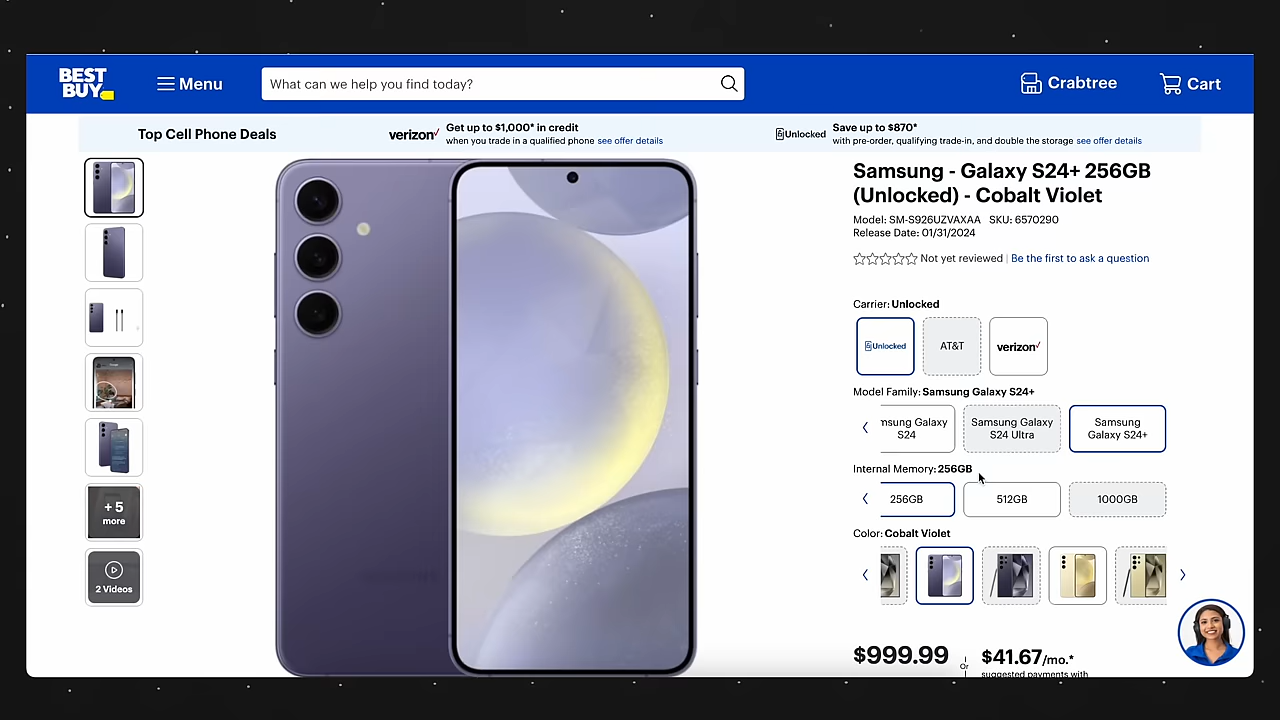 BEST
BUY
Menu
What can we help you find today?
Crabtree
Cart
Top Cell Phone Deals
verizon
Get up to $1,000* in credit
when you trade in a qualified phone see offer details
Unlocked
Save up to $870*
with pre-order, qualifying trade-in, and double the storage see offer details
Samsung - Galaxy S24+ 256GB
(Unlocked) - Cobalt Violet
Model: SM-S926UZVAXAA SKU: 6570290
Release Date: 01/31/2024
Not yet reviewed | Be the first to ask a question
Carrier: Unlocked
Unlocked
AT&T
verizon
Model Family: Samsung Galaxy S24+
msung Galaxy
S24
Samsung Galaxy
S24 Ultra
Samsung
Galaxy S24+
Internal Memory: 256GB
256GB
512GB
1000GB
Color: Cobalt Violet
+ 5
more
2 Videos
$999.99
Or
$41.67/mo.*
suggested payments with